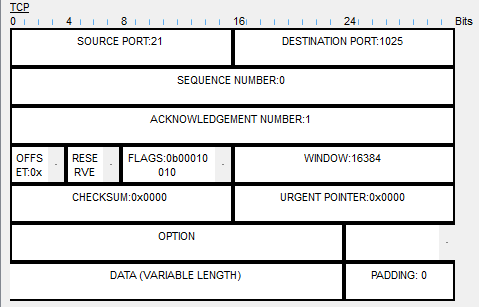 TCP
0 4 8 16 24 Bits
SOURCE PORT:21 DESTINATION PORT:1025
SEQUENCE NUMBER:0
ACKNOWLEDGEMENT NUMBER:1
OFFS RESE FLAGS:0b00010 WINDOW:16384
ET:0x RVE 010
CHECKSUM:0x0000 URGENT POINTER:0x0000
OPTION
DATA (VARIABLE LENGTH) PADDING: 0